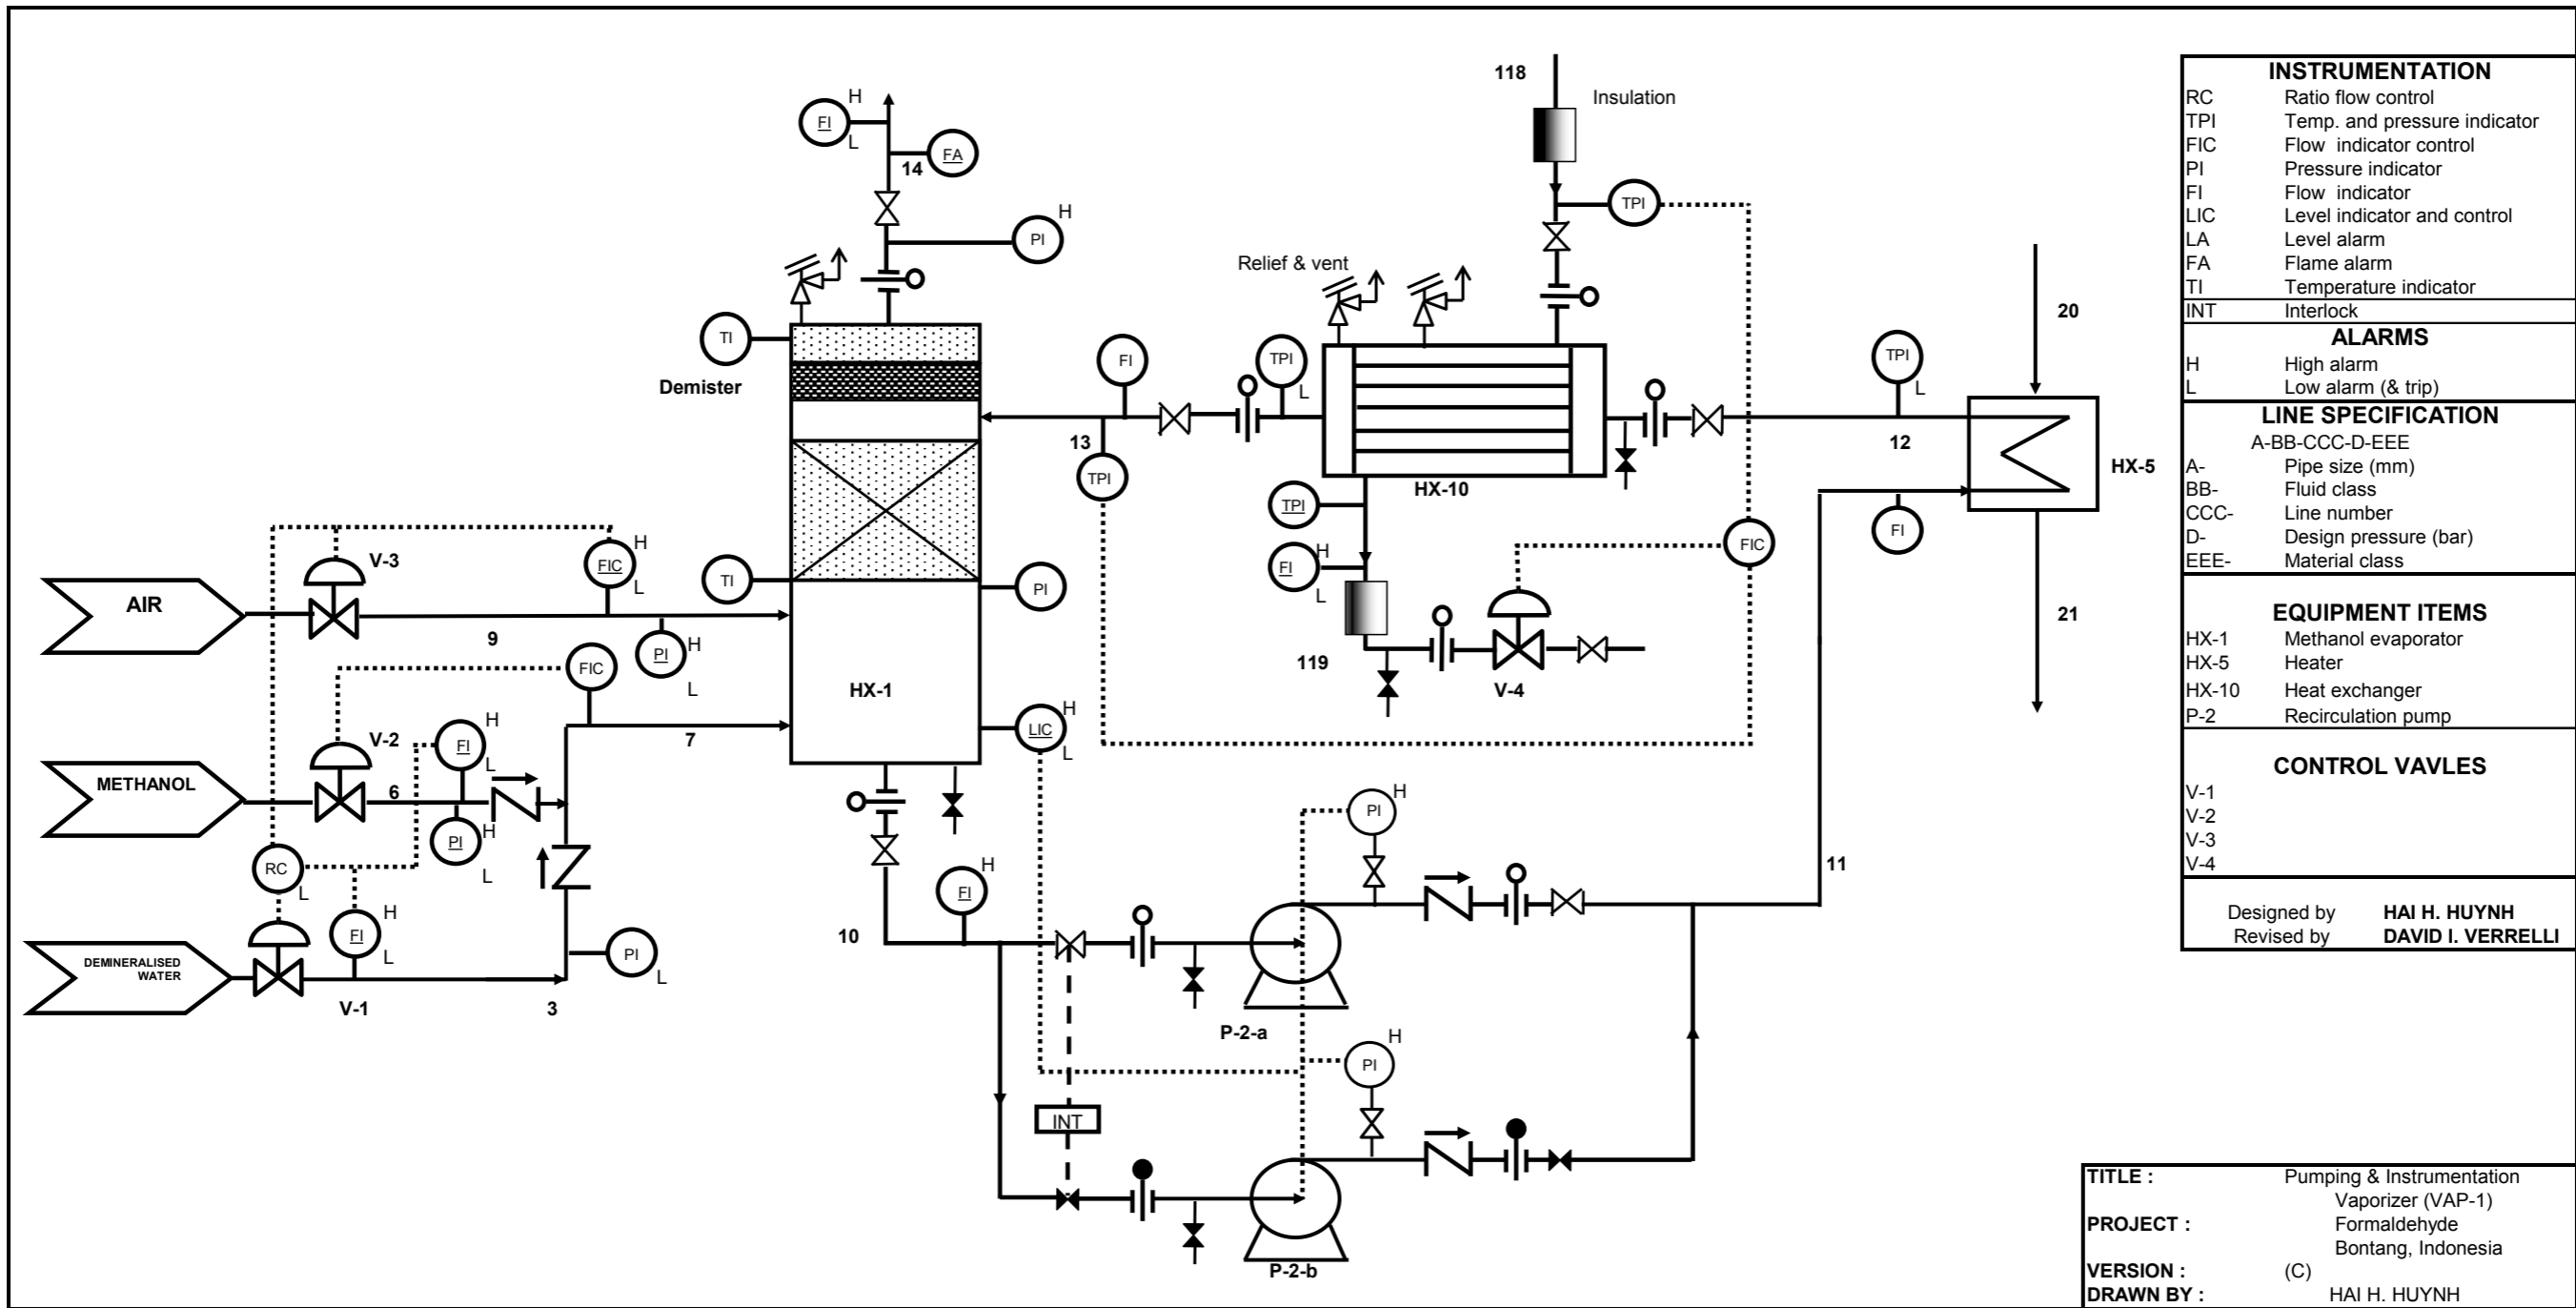 118
Insulation
H
FI
L
FA
14
TPI
PI
H
Relief & vent
TI
Demister
FI
TPI
L
13
TPI
HX-10
TPI
L
12
20
HX-5
FI
TPI
FI
H
L
FIC
119
V-4
21
V-3
FIC
H
L
AIR
9
PI
H
L
TI
PI
FIC
HX-1
7
LIC
H
L
V-2
FI
H
L
METHANOL
6
PI
H
L
RC
L
FI
H
L
DEMINERALISED
WATER
V-1
3
PI
L
FI
H
10
PI
H
11
P-2-a
PI
H
INT
P-2-b
INSTRUMENTATION
RC Ratio flow control
TPI Temp. and pressure indicator
FIC Flow indicator control
PI Pressure indicator
FI Flow indicator
LIC Level indicator and control
LA Level alarm
FA Flame alarm
TI Temperature indicator
INT Interlock
ALARMS
H High alarm
L Low alarm (& trip)
LINE SPECIFICATION
A-BB-CCC-D-EEE
A- Pipe size (mm)
BB- Fluid class
CCC- Line number
D- Design pressure (bar)
EEE- Material class
EQUIPMENT ITEMS
HX-1 Methanol evaporator
HX-5 Heater
HX-10 Heat exchanger
P-2 Recirculation pump
CONTROL VAVLES
V-1
V-2
V-3
V-4
Designed by HAI H. HUYNH
Revised by DAVID I. VERRELLI
TITLE : Pumping & Instrumentation
Vaporizer (VAP-1)
PROJECT : Formaldehyde
Bontang, Indonesia
VERSION : (C)
DRAWN BY : HAI H. HUYNH